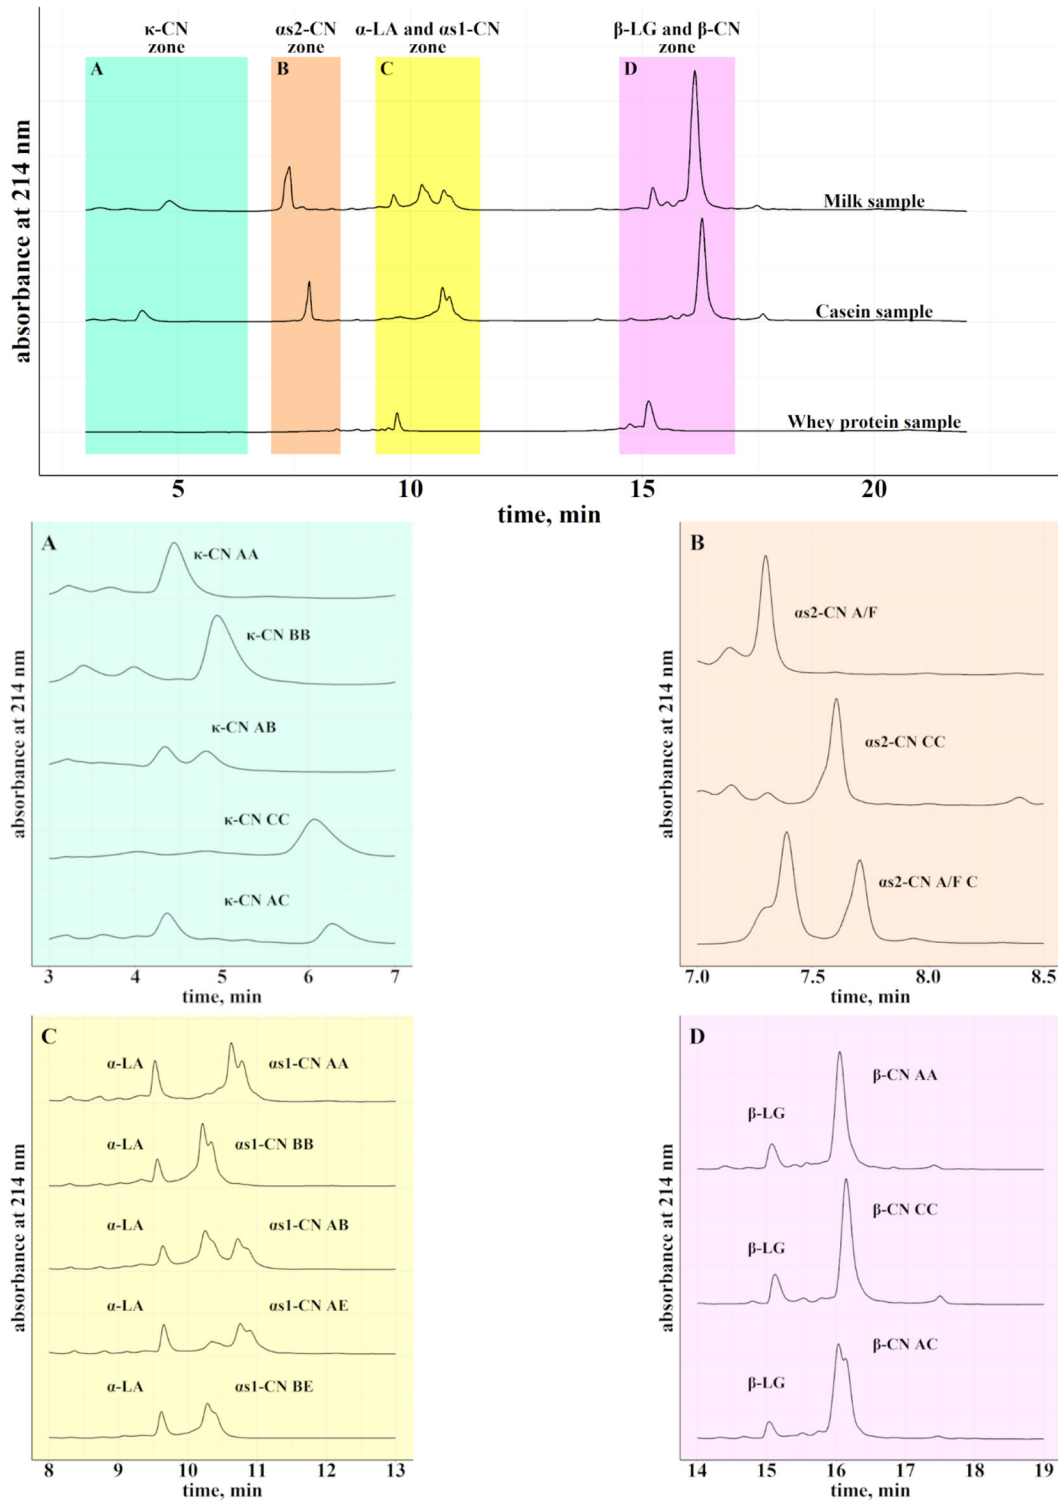 κ-CN
zone
αs2-CN
zone
α-LA and αs1-CN
zone
β-LG and β-CN
zone
A
B
C
D
absorbance at 214 nm
Milk sample
Casein sample
Whey protein sample
5
10
15
20
time, min
A
κ-CN AA
κ-CN BB
κ-CN AB
κ-CN CC
κ-CN AC
absorbance at 214 nm
3
4
5
6
7
time, min
B
αs2-CN A/F
αs2-CN CC
αs2-CN A/F C
absorbance at 214 nm
7.0
7.5
8.0
8.5
time, min
C
α-LA
αs1-CN AA
α-LA
αs1-CN BB
α-LA
αs1-CN AB
α-LA
αs1-CN AE
α-LA
αs1-CN BE
absorbance at 214 nm
8
9
10
11
12
13
time, min
D
β-CN AA
β-LG
β-CN CC
β-LG
β-CN AC
β-LG
absorbance at 214 nm
14
15
16
17
18
19
time, min